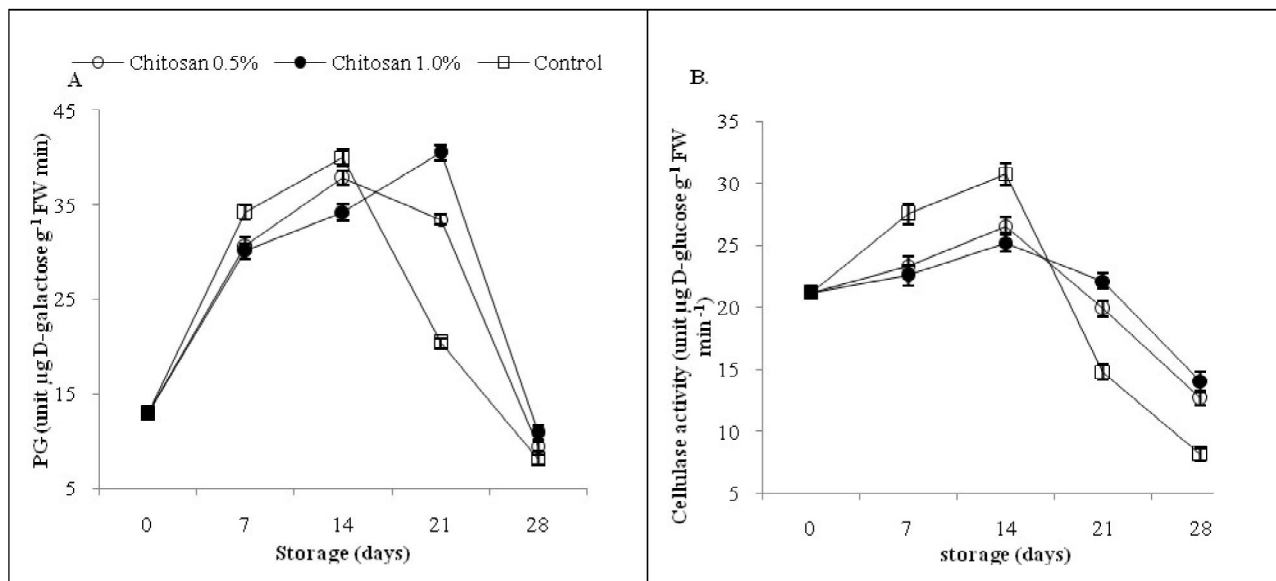 Chitosan 0.5% Chitosan 1.0% Control
A
PG (unit µg D-galactose g⁻¹ FW min)
45
35
25
15
5
0 7 14 21 28
Storage (days)
B.
Cellulase activity (unit µg D-glucose g⁻¹ FW
min⁻¹)
35
30
25
20
15
10
5
0 7 14 21 28
storage (days)